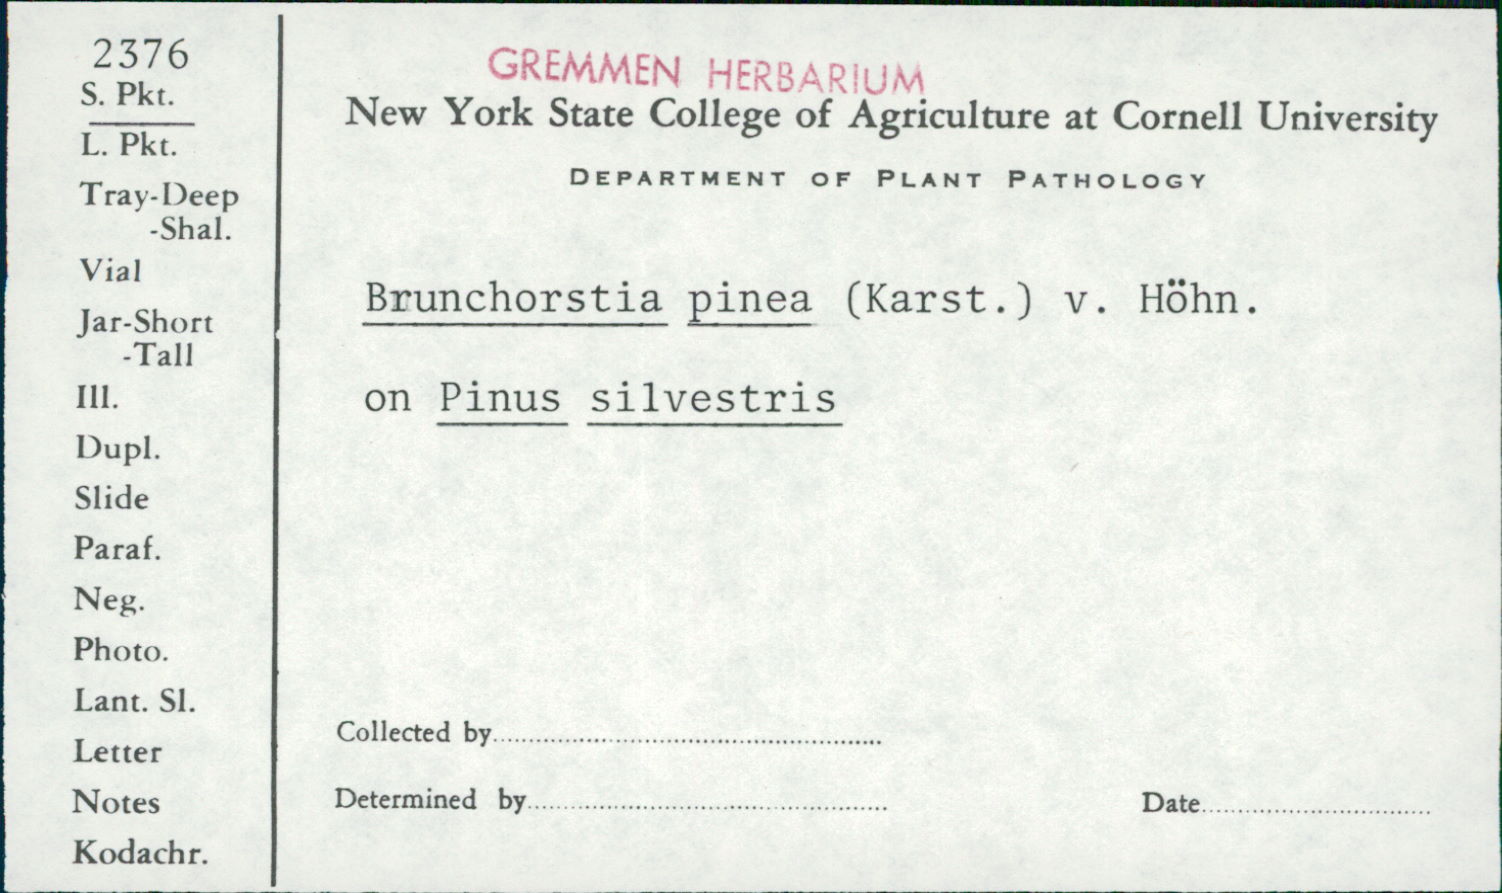 2376
S. Pkt.
L. Pkt.
Tray-Deep
-Shal.
Vial
Jar-Short
-Tall
Ill.
Dupl.
Slide
Paraf.
Neg.
Photo.
Lant. Sl.
Letter
Notes
Kodachr.
GREMMEN HERBARIUM
New York State College of Agriculture at Cornell University
DEPARTMENT OF PLANT PATHOLOGY
Brunchorstia pinea (Karst.) v. Höhn.
on Pinus silvestris
Collected by
Determined by
Date